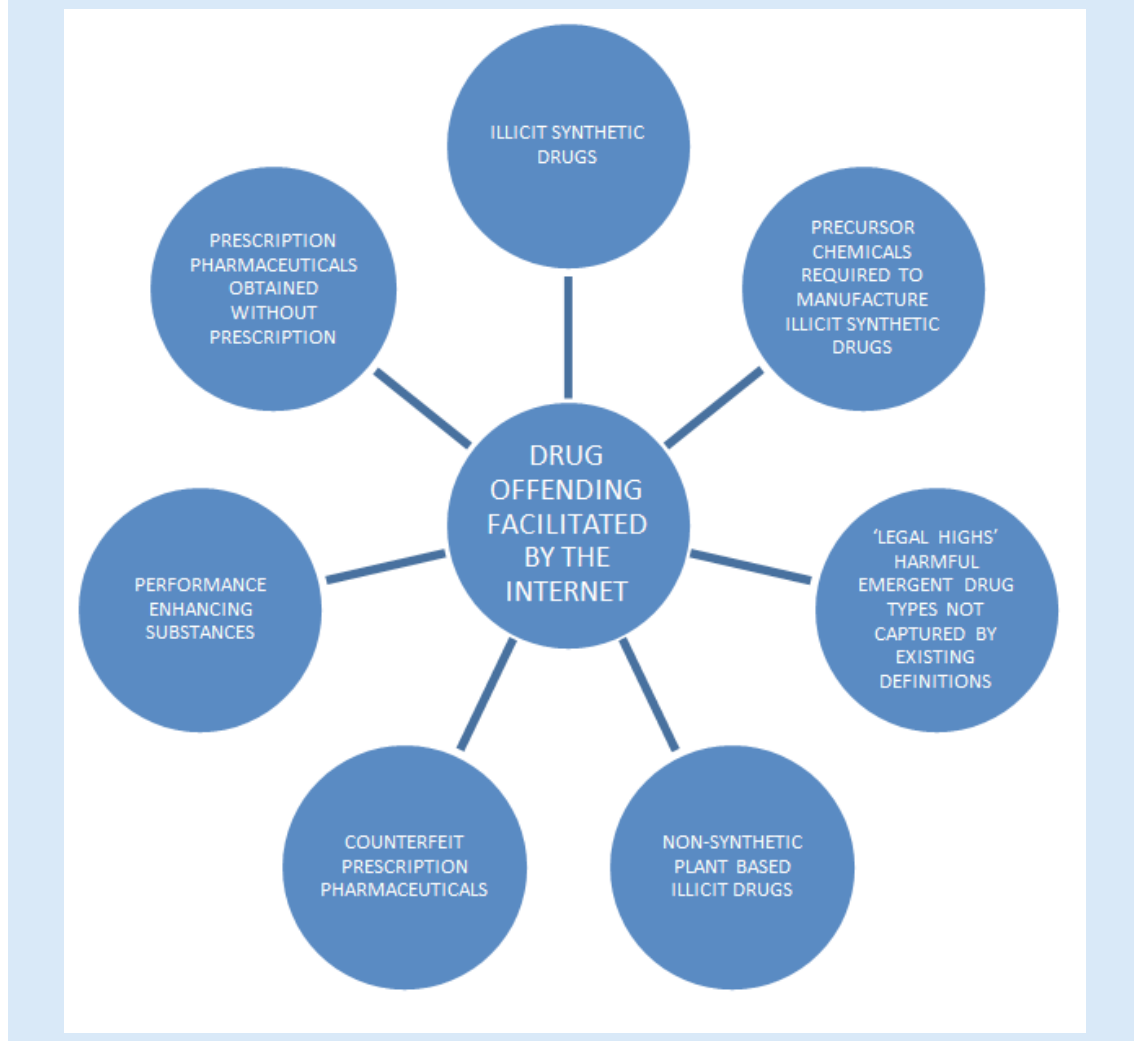 ILLICIT SYNTHETIC
DRUGS
PRECURSOR
CHEMICALS
REQUIRED TO
MANUFACTURE
ILLICIT SYNTHETIC
DRUGS
PRESCRIPTION
PHARMACEUTICALS
OBTAINED
WITHOUT
PRESCRIPTION
DRUG
OFFENDING
FACILITATED
BY THE
INTERNET
‘LEGAL HIGHS’
HARMFUL
EMERGENT DRUG
TYPES NOT
CAPTURED BY
EXISTING
DEFINITIONS
PERFORMANCE
ENHANCING
SUBSTANCES
COUNTERFEIT
PRESCRIPTION
PHARMACEUTICALS
NON-SYNTHETIC
PLANT BASED
ILLICIT DRUGS